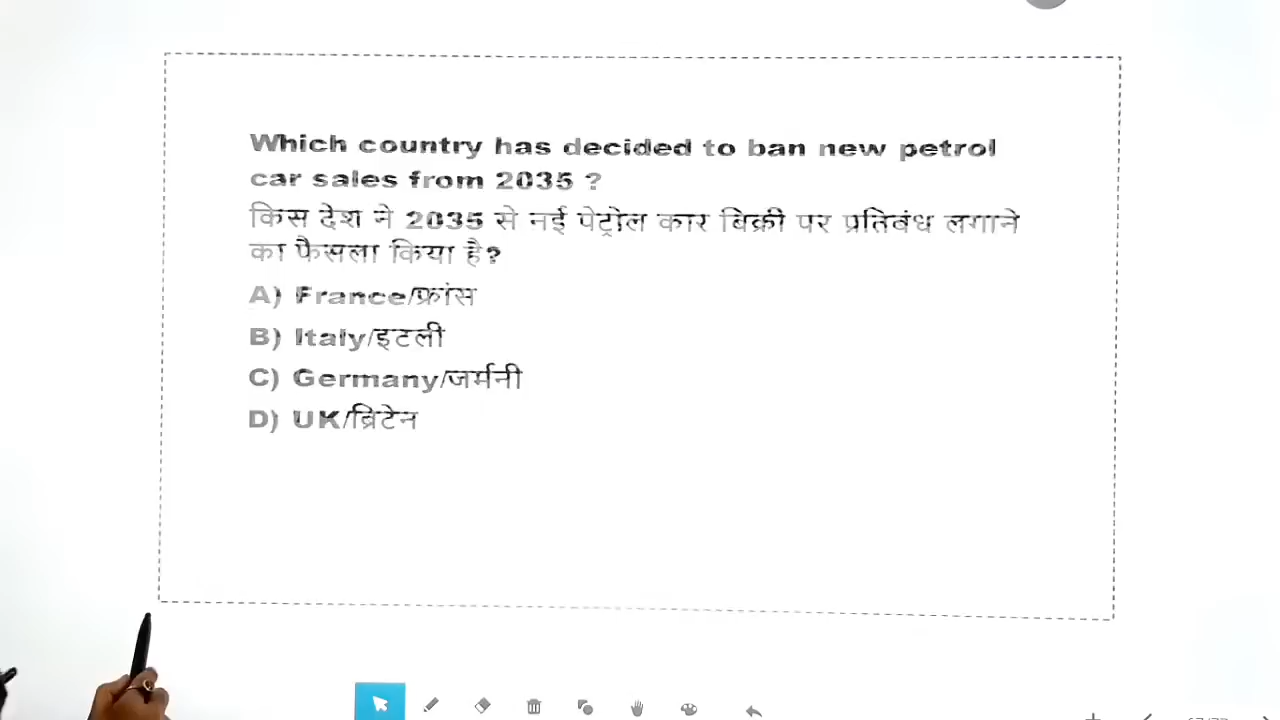 Which country has decided to ban new petrol
car sales from 2035 ?
किस देश ने 2035 से नई पेट्रोल कार बिक्री पर प्रतिबंध लगाने
का फैसला किया है?
A) France/फ्रांस
B) Italy/इटली
C) Germany/जर्मनी
D) UK/ब्रिटेन